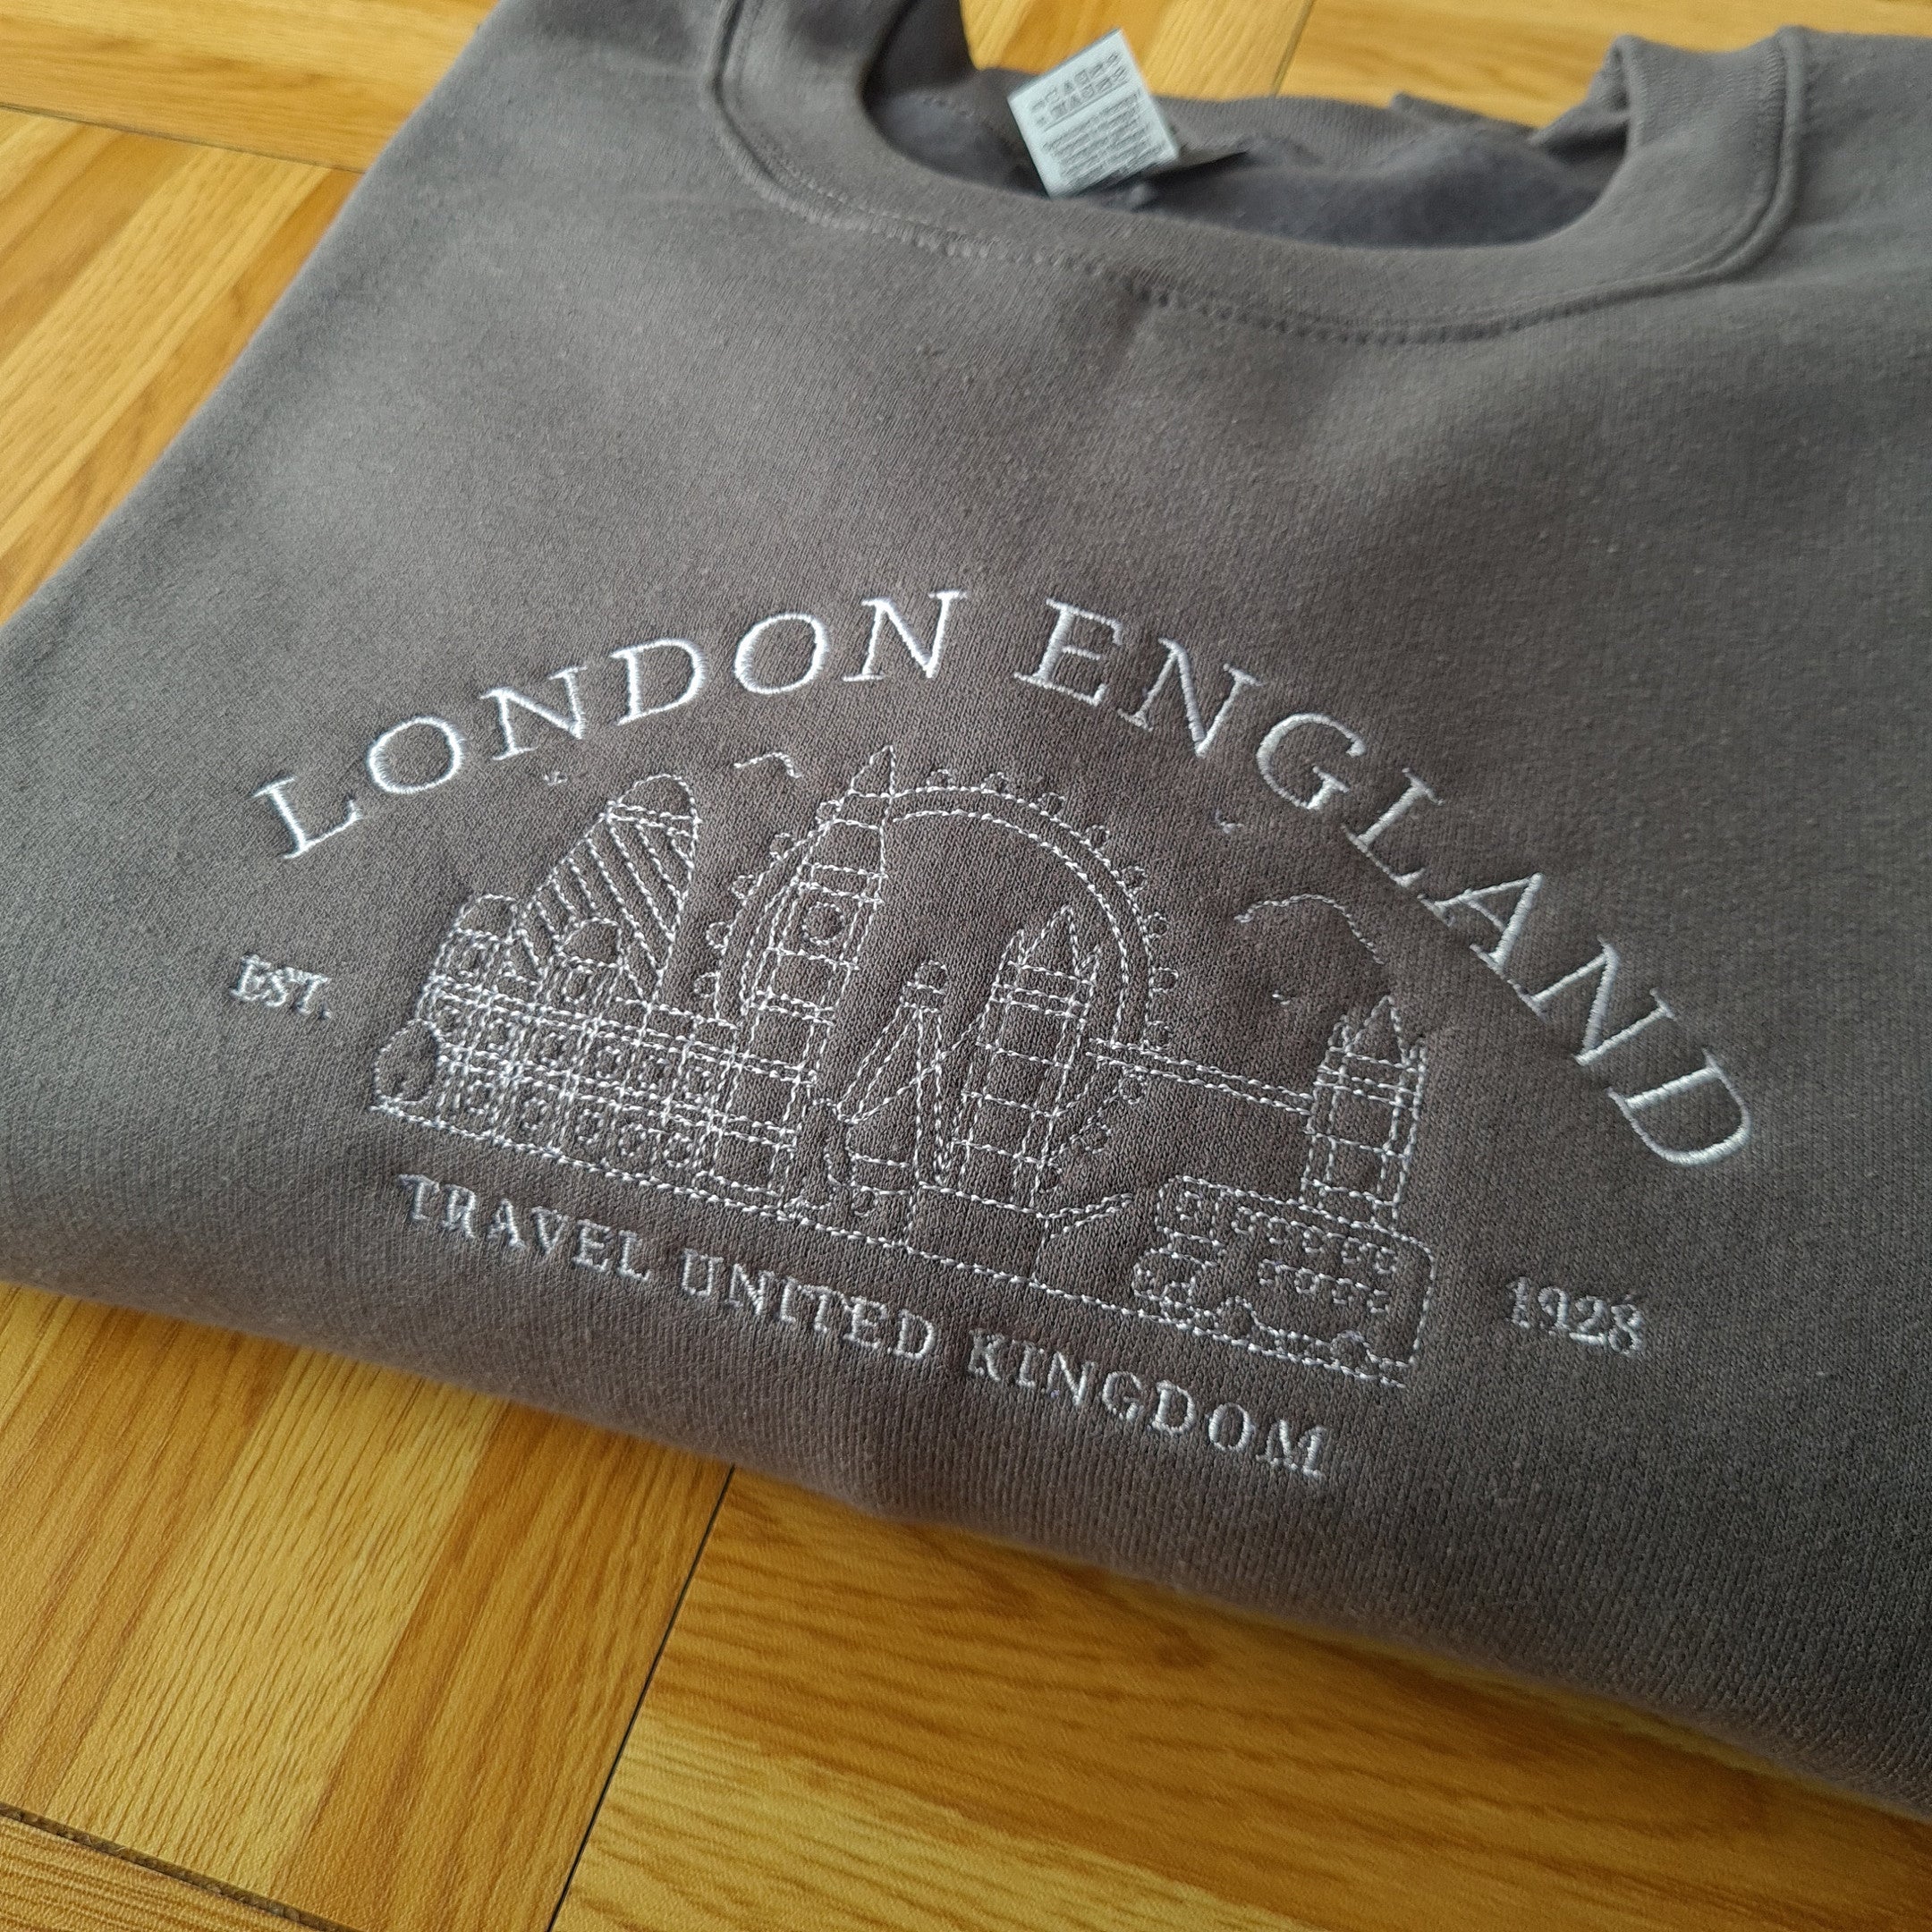 LONDON ENGLAND
EST.
1928
TRAVEL UNITED KINGDOM